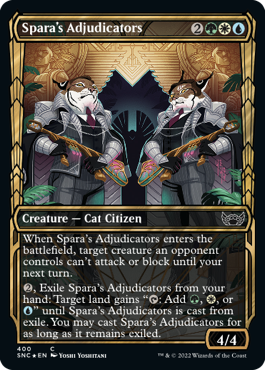 Spara's Adjudicators 2
Creature — Cat Citizen
When Spara's Adjudicators enters the
battlefield, target creature an opponent
controls can't attack or block until your
next turn.
2, Exile Spara's Adjudicators from
your hand: Target land gains “: Add , , or
” until Spara's Adjudicators is cast from
exile. You may cast Spara's Adjudicators for
as long as it remains exiled.
4/4
400 C
SNC ★ EN Yoshi Yoshitani
™ & © 2022 Wizards of the Coast